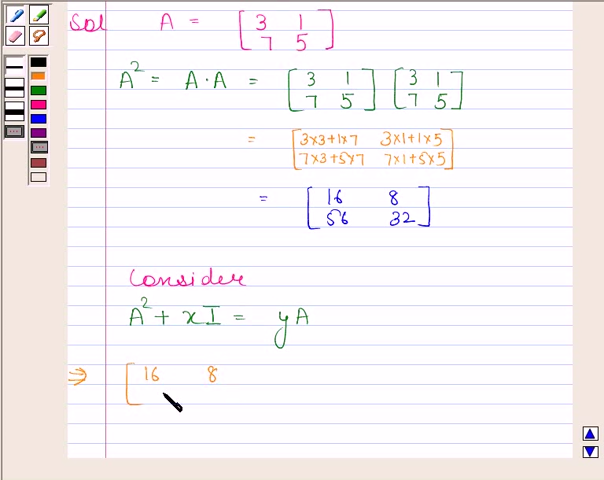 Sol A = [ 3 1
7 5 ]
A² = A·A = [ 3 1 [ 3 1
7 5 ] 7 5 ]
= [ 3×3+1×7 3×1+1×5
7×3+5×7 7×1+5×5 ]
= [ 16 8
56 32 ]
Consider
A² + xI = yA
⇒ [ 16 8